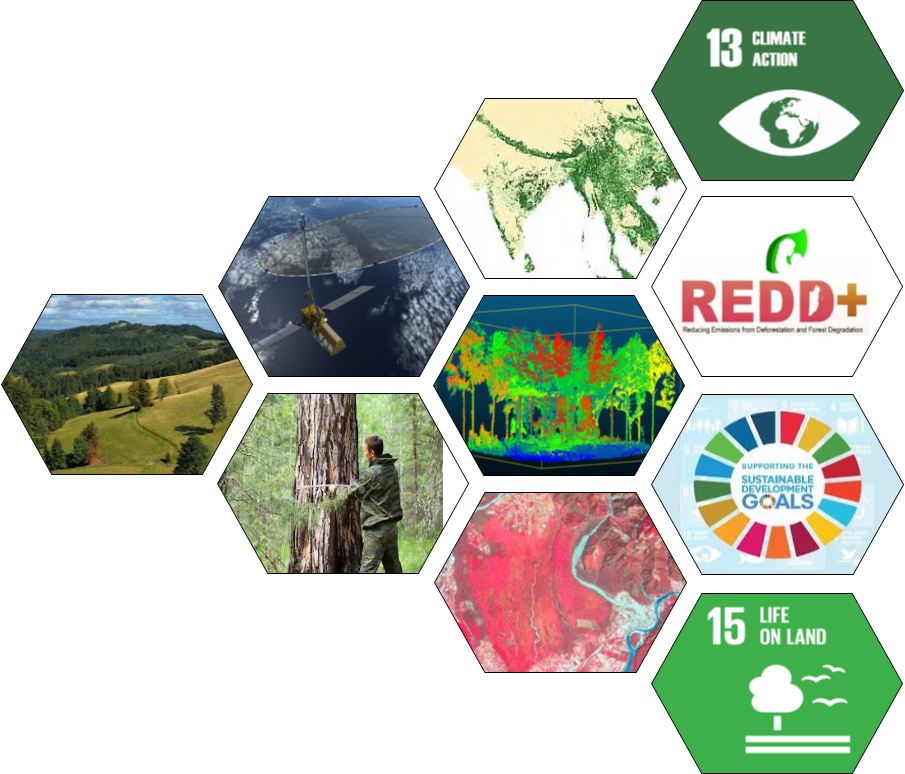 13 CLIMATE
ACTION
REDD+
Reducing Emissions from Deforestation and Forest Degradation
SUPPORTING THE
SUSTAINABLE
DEVELOPMENT
GOALS
15 LIFE
ON LAND